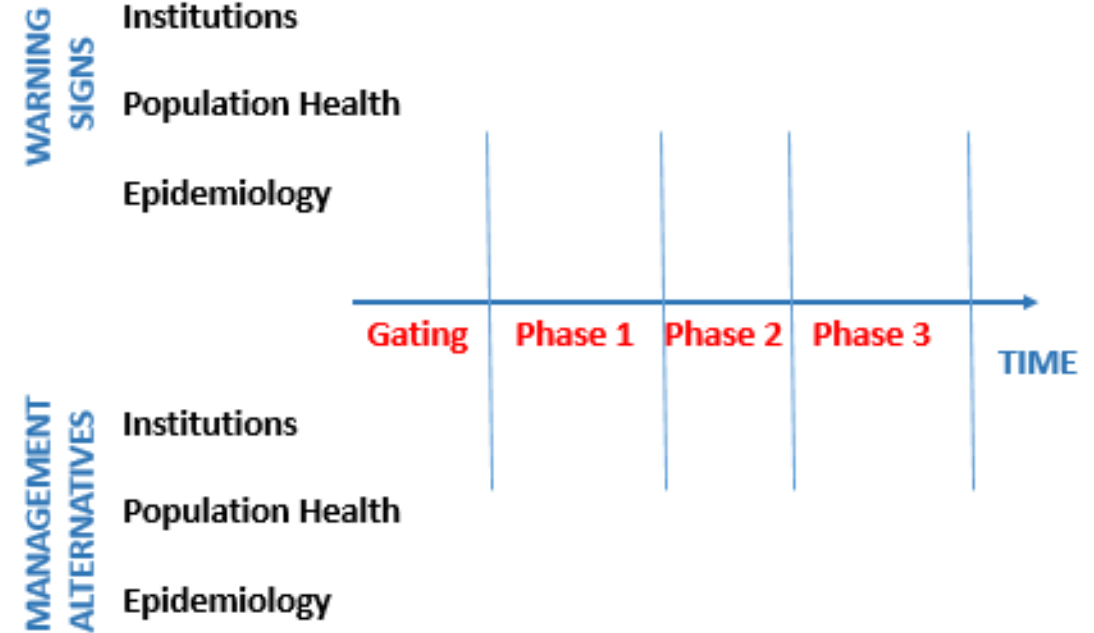 WARNING
SIGNS
Institutions
Population Health
Epidemiology
Gating
Phase 1
Phase 2
Phase 3
TIME
MANAGEMENT
ALTERNATIVES
Institutions
Population Health
Epidemiology